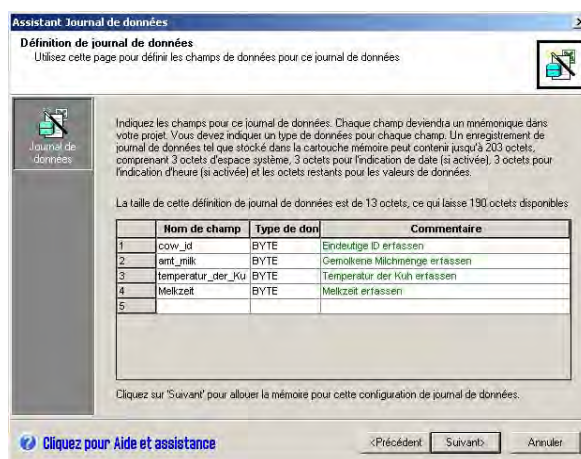 Assistant Journal de données
Définition de journal de données
Utilisez cette page pour définir les champs de données pour ce journal de données
Journal de
données
Indiquez les champs pour ce journal de données. Chaque champ deviendra un mnémonique dans
votre projet. Vous devez indiquer un type de données pour chaque champ. Un enregistrement de
journal de données tel que stocké dans la cartouche mémoire peut contenir jusqu'à 203 octets,
comprenant 3 octets d'espace système, 3 octets pour l'indication de date (si activée), 3 octets pour
l'indication d'heure (si activée) et les octets restants pour les valeurs de données.
La taille de cette définition de journal de données est de 13 octets, ce qui laisse 190 octets disponibles
Nom de champ Type de don Commentaire
1 cow_id BYTE Eindeutige ID erfassen
2 amt_milk BYTE Gemolkene Milchmenge erfassen
3 temperatur_der_Ku BYTE Temperatur der Kuh erfassen
4 Melkzeit BYTE Melkzeit erfassen
5
Cliquez sur 'Suivant' pour allouer la mémoire pour cette configuration de journal de données.
Cliquez pour Aide et assistance
<Précédent Suivant> Annuler